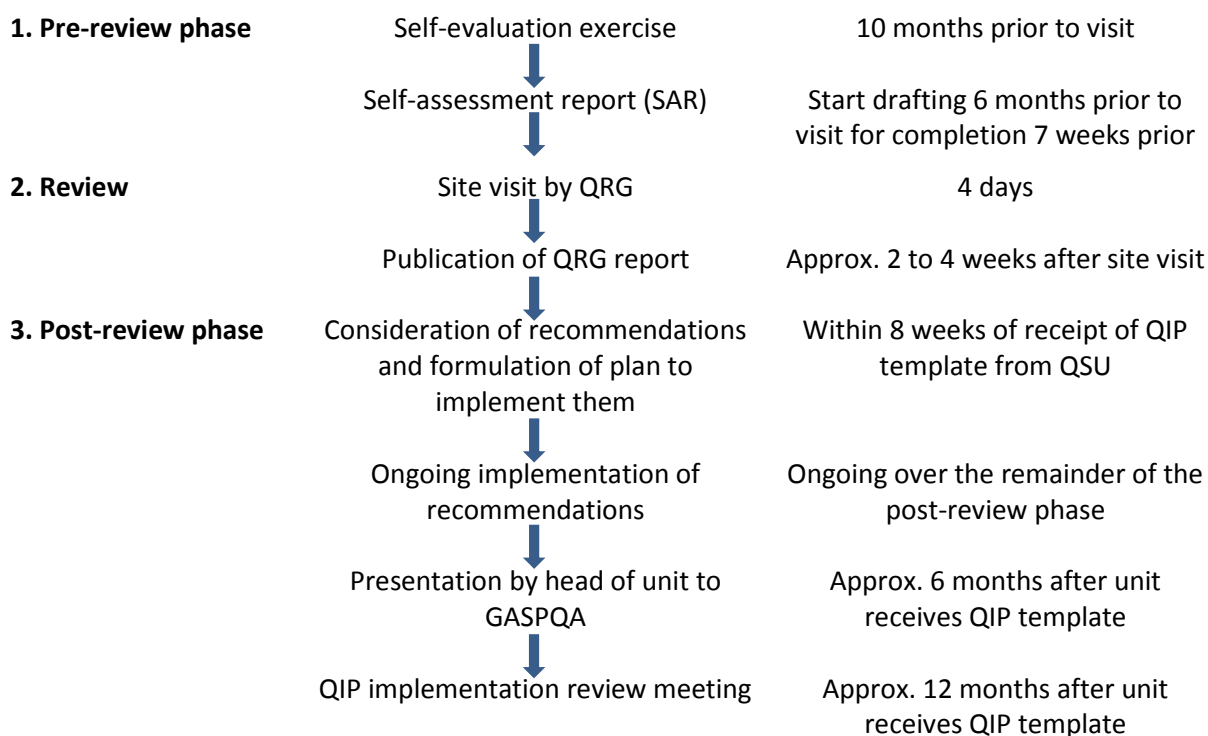 1. Pre-review phase Self-evaluation exercise 10 months prior to visit
Self-assessment report (SAR) Start drafting 6 months prior to
visit for completion 7 weeks prior
2. Review Site visit by QRG 4 days
Publication of QRG report Approx. 2 to 4 weeks after site visit
3. Post-review phase Consideration of recommendations Within 8 weeks of receipt of QIP
and formulation of plan to template from QSU
implement them
Ongoing implementation of Ongoing over the remainder of the
recommendations post-review phase
Presentation by head of unit to Approx. 6 months after unit
GASPQA receives QIP template
QIP implementation review meeting Approx. 12 months after unit
receives QIP template